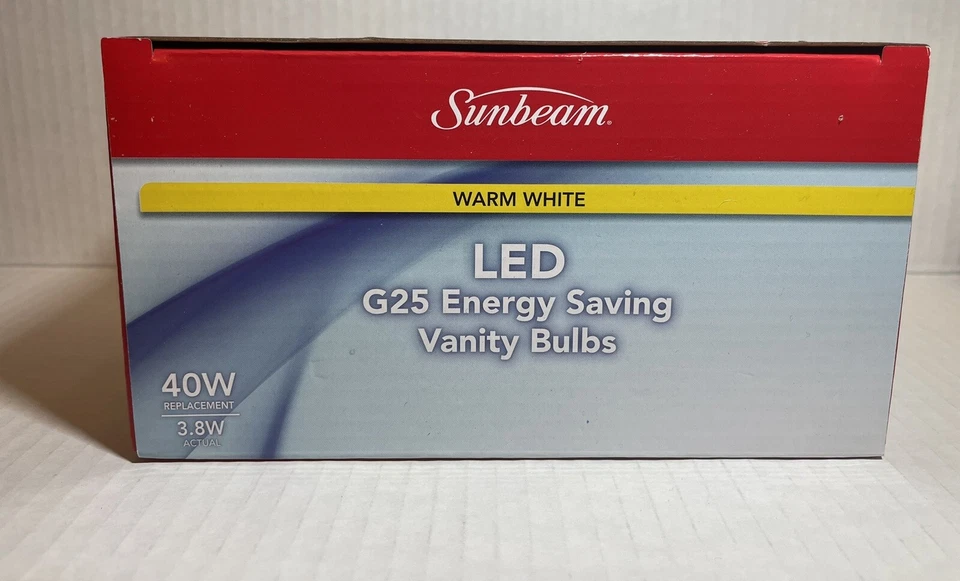 Sunbeam
WARM WHITE
LED
G25 Energy Saving
Vanity Bulbs
40W
REPLACEMENT
3.8W
ACTUAL